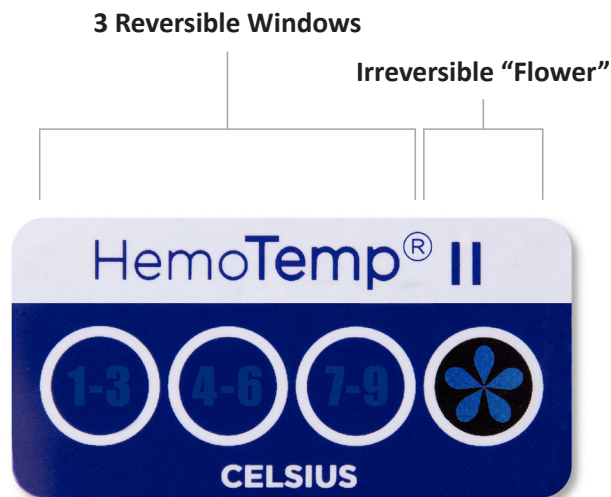 3 Reversible Windows
Irreversible “Flower”
HemoTemp® II
1-3 4-6 7-9
CELSIUS